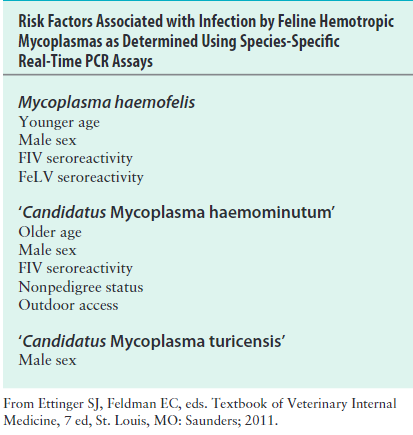 Risk Factors Associated with Infection by Feline Hemotropic
Mycoplasmas as Determined Using Species-Specific
Real-Time PCR Assays
Mycoplasma haemofelis
Younger age
Male sex
FIV seroreactivity
FeLV seroreactivity
‘Candidatus Mycoplasma haemominutum’
Older age
Male sex
FIV seroreactivity
Nonpedigree status
Outdoor access
‘Candidatus Mycoplasma turicensis’
Male sex
From Ettinger SJ, Feldman EC, eds. Textbook of Veterinary Internal
Medicine, 7 ed, St. Louis, MO: Saunders; 2011.